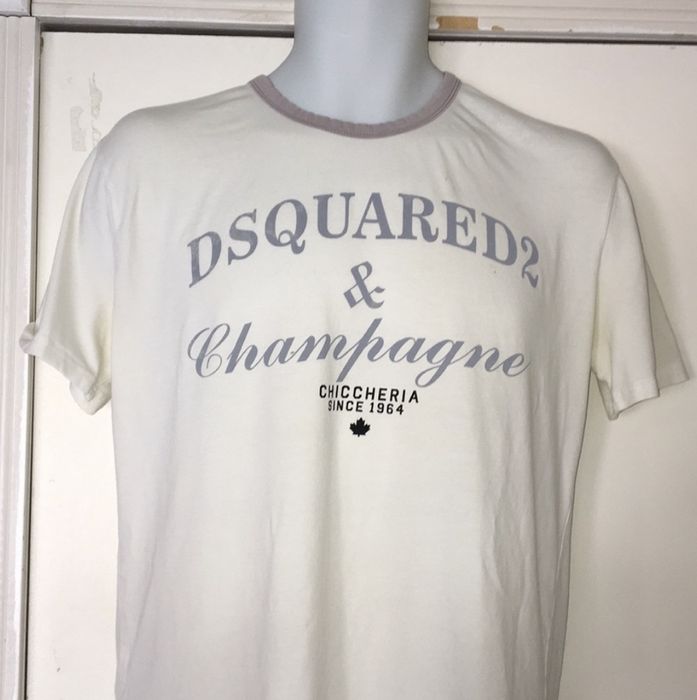 DSQUARED2
&
Champagne
CHICCHERIA
SINCE 1964